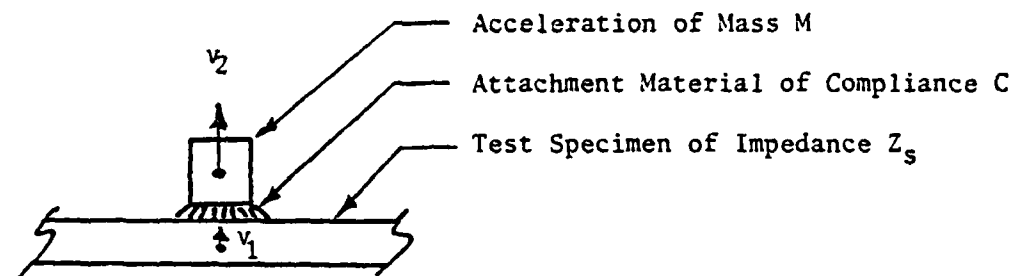 Acceleration of Mass M
v2
Attachment Material of Compliance C
Test Specimen of Impedance Zs
v1